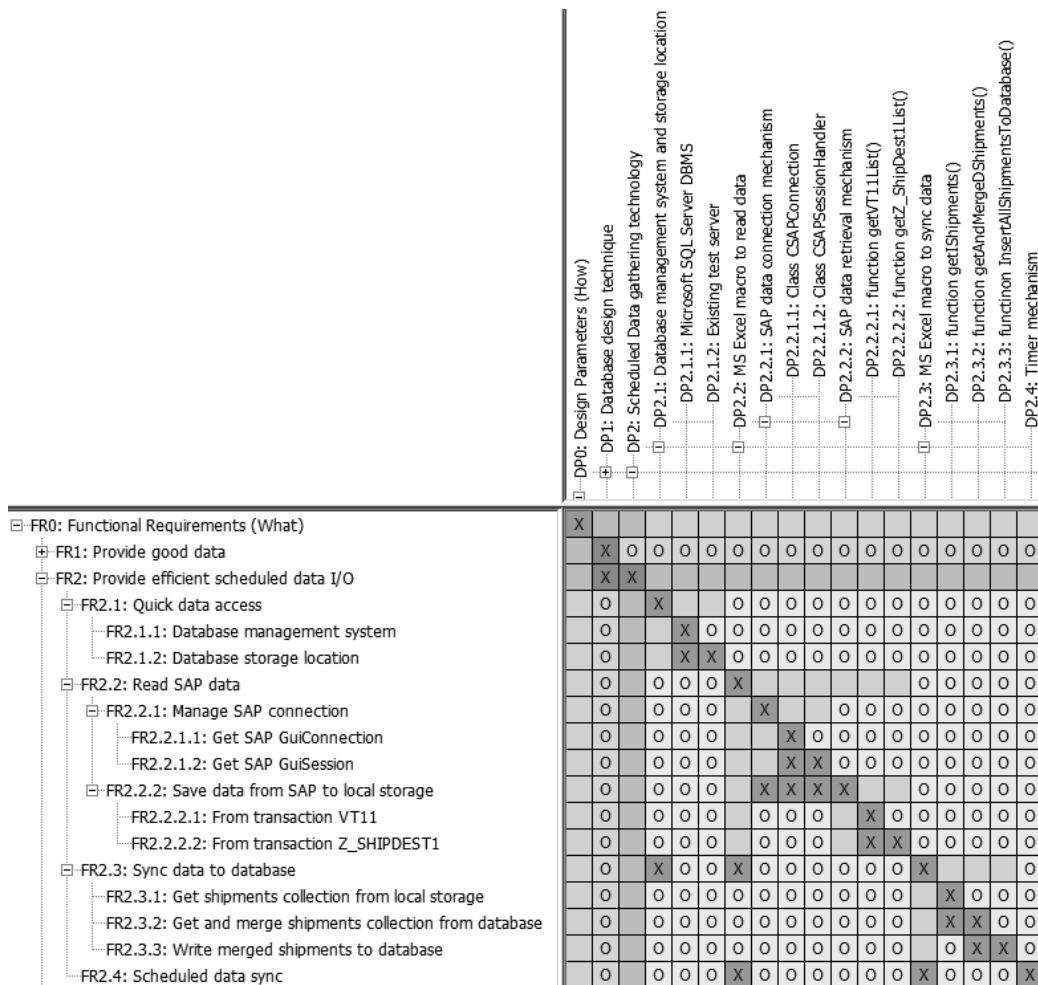 DP0: Design Parameters (How)
DP1: Database design technique
DP2: Scheduled Data gathering technology
DP2.1: Database management system and storage location
DP2.1.1: Microsoft SQL Server DBMS
DP2.1.2: Existing test server
DP2.2: MS Excel macro to read data
DP2.2.1: SAP data connection mechanism
DP2.2.1.1: Class CSAPConnection
DP2.2.1.2: Class CSAPSessionHandler
DP2.2.2: SAP data retrieval mechanism
DP2.2.2.1: function getVT11List()
DP2.2.2.2: function getZ_ShipDest1List()
DP2.3: MS Excel macro to sync data
DP2.3.1: function getIShipments()
DP2.3.2: function getAndMergeDShipments()
DP2.3.3: functinon InsertAllShipmentsToDatabase()
DP2.4: Timer mechanism
FR0: Functional Requirements (What) X
FR1: Provide good data X O O O O O O O O O O O O O O O O
FR2: Provide efficient scheduled data I/O X X
FR2.1: Quick data access O X O O O O O O O O O O O O
FR2.1.1: Database management system O X O O O O O O O O O O O O O
FR2.1.2: Database storage location O X X O O O O O O O O O O O O
FR2.2: Read SAP data O O O O X O O O O O
FR2.2.1: Manage SAP connection O O O O X O O O O O O O O
FR2.2.1.1: Get SAP GuiConnection O O O O X O O O O O O O O O
FR2.2.1.2: Get SAP GuiSession O O O O X X O O O O O O O O
FR2.2.2: Save data from SAP to local storage O O O O X X X X O O O O O
FR2.2.2.1: From transaction VT11 O O O O O O O X O O O O O O
FR2.2.2.2: From transaction Z_SHIPDEST1 O O O O O O O X X O O O O O
FR2.3: Sync data to database O X O O X O O O O O O X O
FR2.3.1: Get shipments collection from local storage O O O O O O O O O O O X O O O
FR2.3.2: Get and merge shipments collection from database O O O O O O O O O O O X X O O
FR2.3.3: Write merged shipments to database O O O O O O O O O O O O X X O
FR2.4: Scheduled data sync O O O O X O O O O O O X O O O X